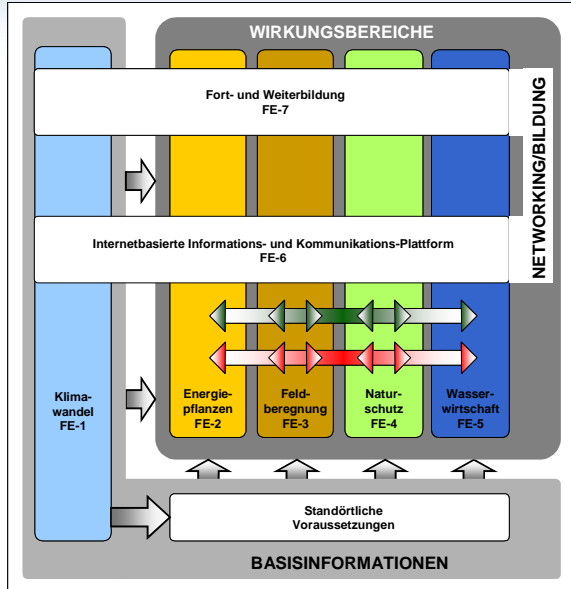 WIRKUNGSBEREICHE
Fort- und Weiterbildung
FE-7
NETWORKING/BILDUNG
Internetbasierte Informations- und Kommunikations-Plattform
FE-6
Klima-
wandel
FE-1
Energie-
pflanzen
FE-2
Feld-
beregnung
FE-3
Natur-
schutz
FE-4
Wasser-
wirtschaft
FE-5
Standörtliche
Voraussetzungen
BASISINFORMATIONEN